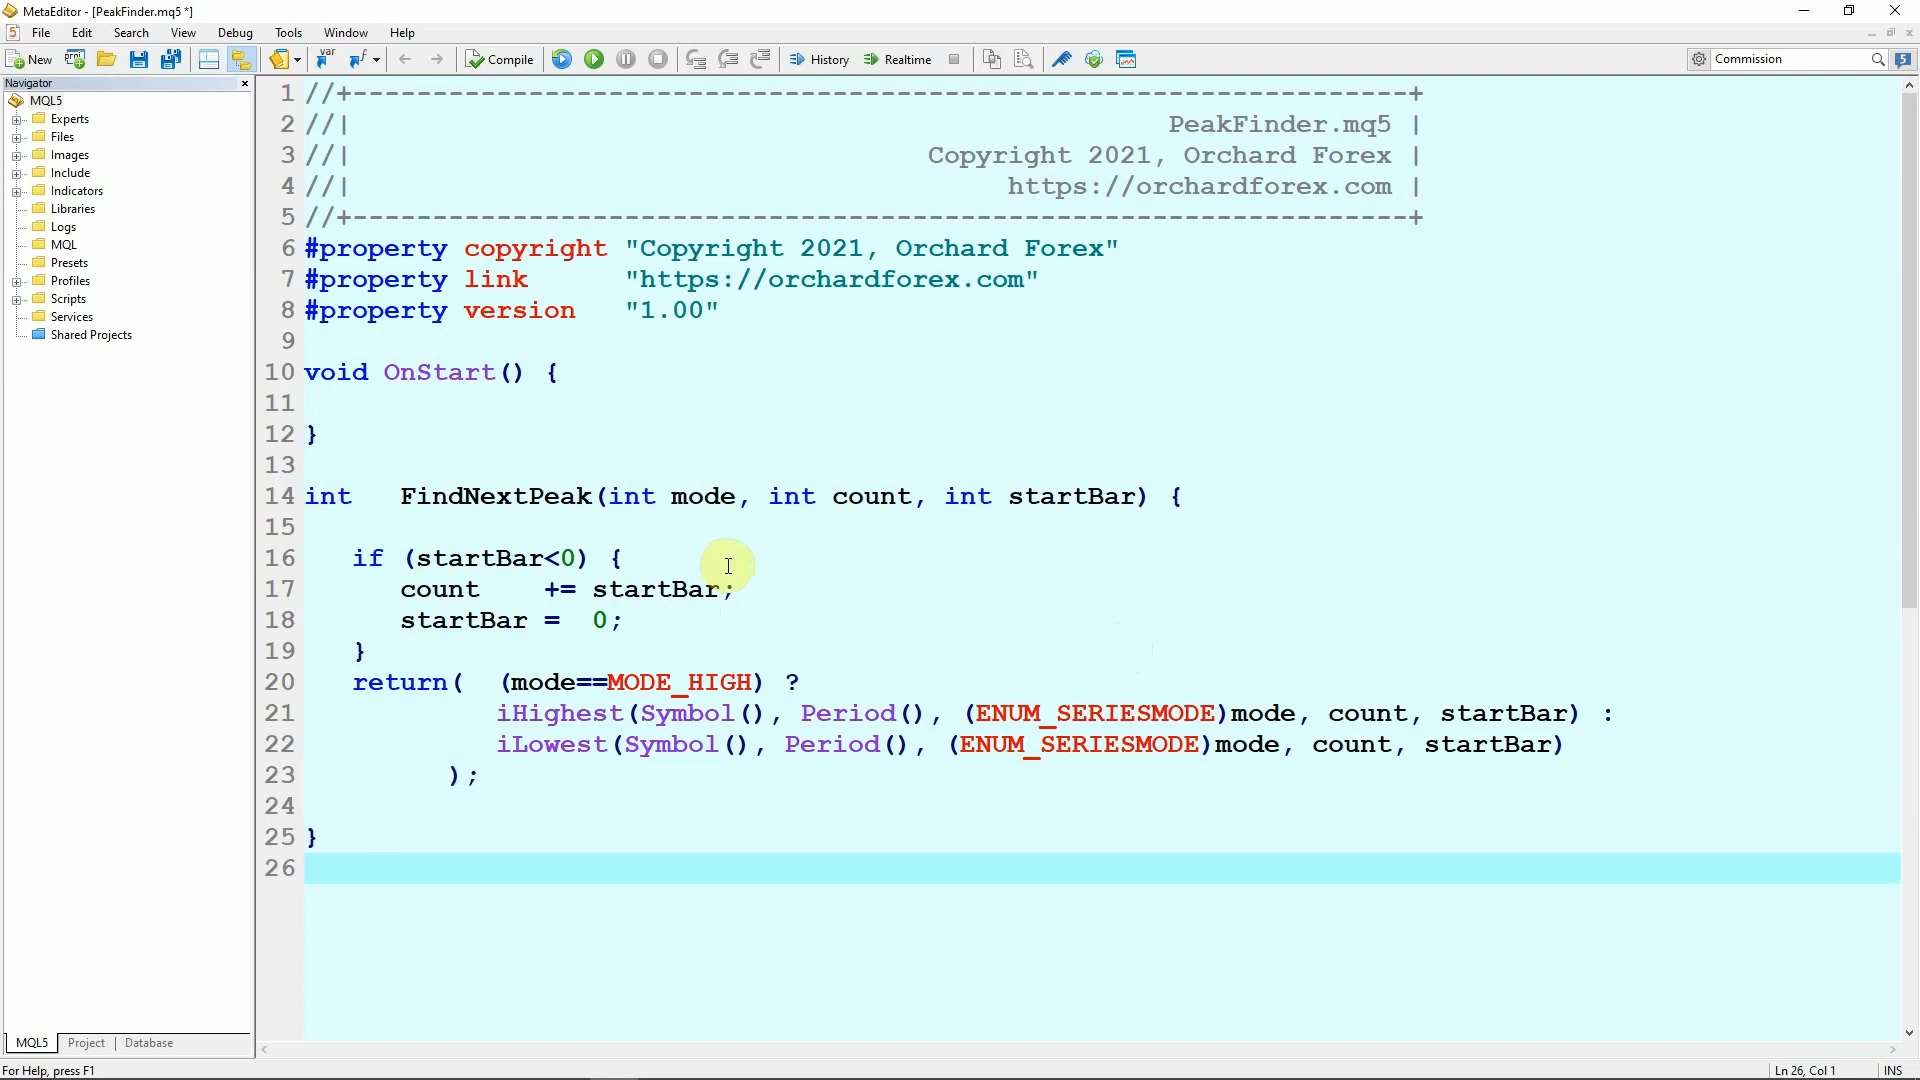 MetaEditor - [PeakFinder.mq5 *]
File Edit Search View Debug Tools Window Help
New Compile History Realtime Commission
Navigator
MQL5
Experts
Files
Images
Include
Indicators
Libraries
Logs
MQL
Presets
Profiles
Scripts
Services
Shared Projects
1 //+------------------------------------------------------------------+
2 //| PeakFinder.mq5 |
3 //| Copyright 2021, Orchard Forex |
4 //| https://orchardforex.com |
5 //+------------------------------------------------------------------+
6 #property copyright "Copyright 2021, Orchard Forex"
7 #property link "https://orchardforex.com"
8 #property version "1.00"
9
10 void OnStart() {
11
12 }
13
14 int FindNextPeak(int mode, int count, int startBar) {
15
16 if (startBar<0) {
17 count += startBar;
18 startBar = 0;
19 }
20 return( (mode==MODE_HIGH) ?
21 iHighest(Symbol(), Period(), (ENUM_SERIESMODE)mode, count, startBar) :
22 iLowest(Symbol(), Period(), (ENUM_SERIESMODE)mode, count, startBar)
23 );
24
25 }
26
MQL5 Project Database
For Help, press F1 Ln 26, Col 1 INS